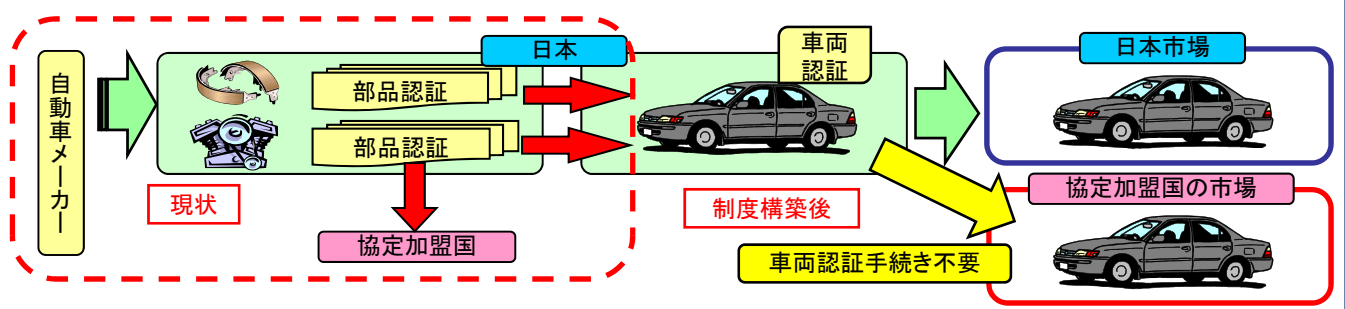 自動車メーカー
日本
部品認証
部品認証
現状
協定加盟国
車両
認証
制度構築後
車両認証手続き不要
日本市場
協定加盟国の市場